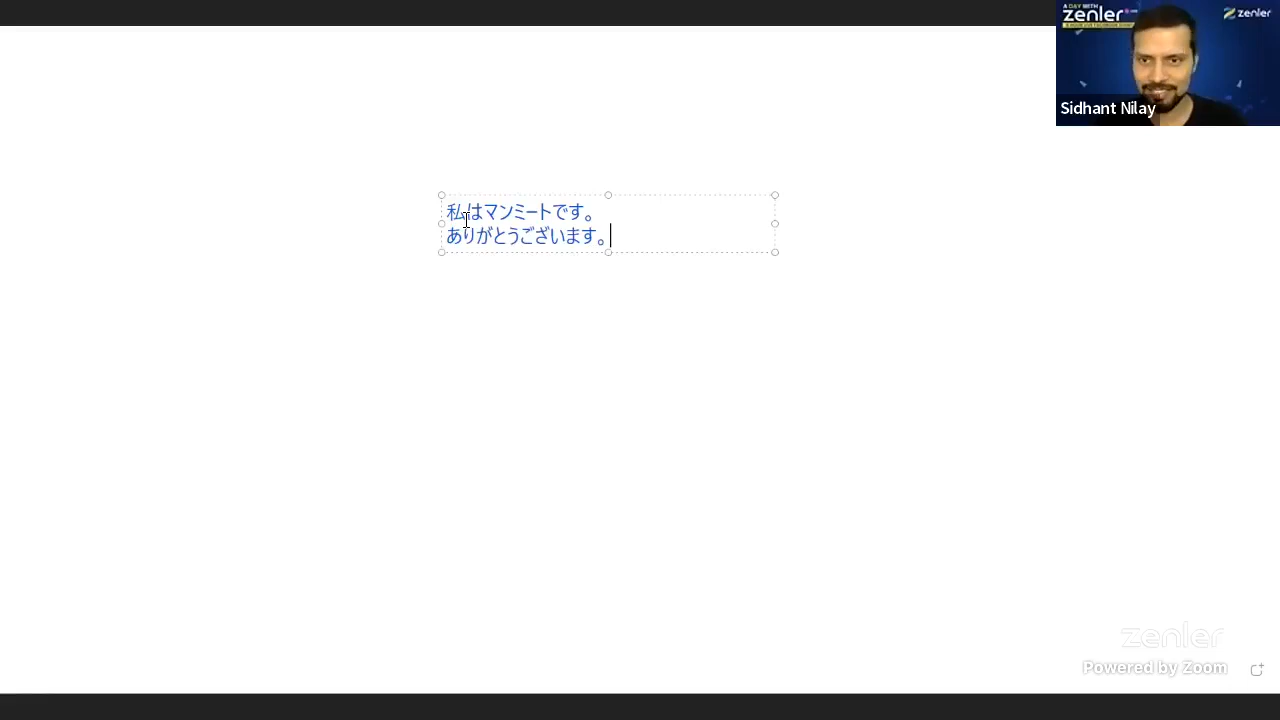 A DAY WITH
zenler
zenler
Sidhant Nilay
私はマンミートです。
ありがとうございます。
zenler
Powered by Zoom